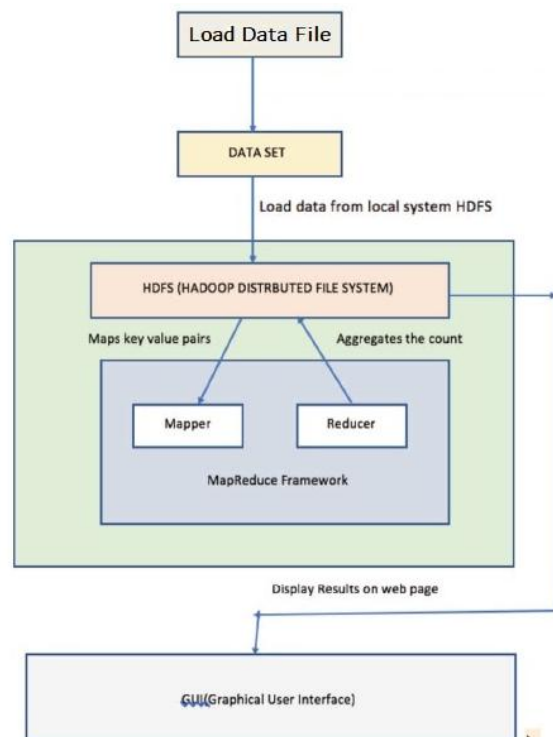 Load Data File
DATA SET
Load data from local system HDFS
HDFS (HADOOP DISTRBUTED FILE SYSTEM)
Maps key value pairs
Aggregates the count
Mapper
Reducer
MapReduce Framework
Display Results on web page
GUI(Graphical User Interface)